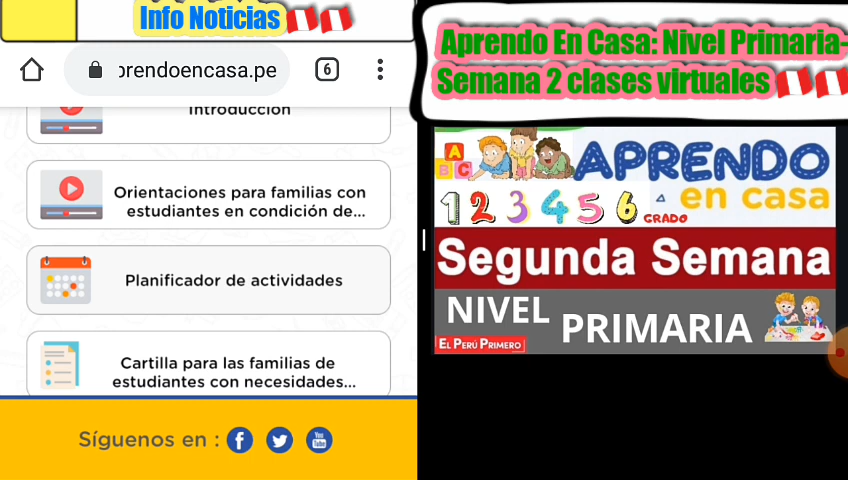 Info Noticias
prendoencasa.pe
6
Introducción
Orientaciones para familias con
estudiantes en condición de...
Planificador de actividades
Cartilla para las familias de
estudiantes con necesidades...
Síguenos en :
You
Tube
Aprendo En Casa: Nivel Primaria-
Semana 2 clases virtuales
A
B C
APRENDO
en casa
1 2 3 4 5 6 GRADO
Segunda Semana
NIVEL
PRIMARIA
EL PERÚ PRIMERO